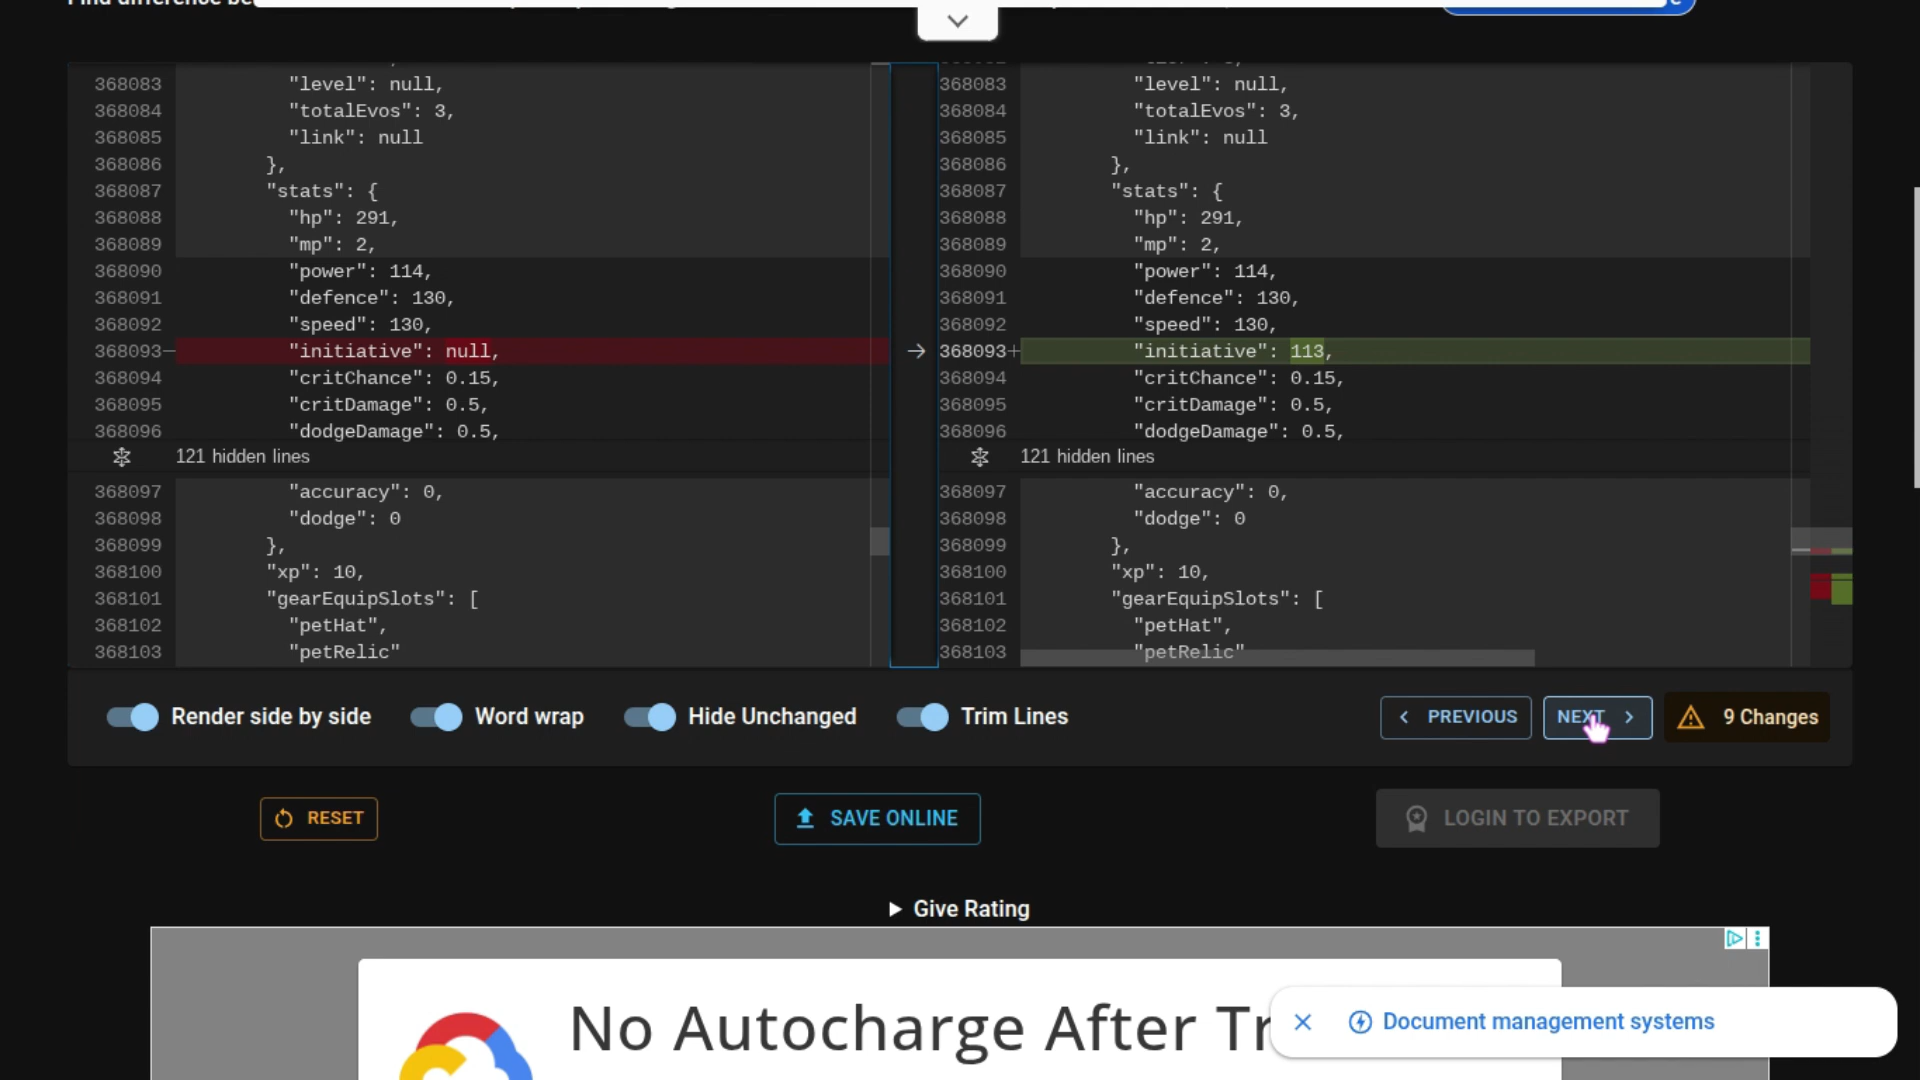 368083 "level": null,
368084 "totalEvos": 3,
368085 "link": null
368086 },
368087 "stats": {
368088 "hp": 291,
368089 "mp": 2,
368090 "power": 114,
368091 "defence": 130,
368092 "speed": 130,
368093— "initiative": null,
368094 "critChance": 0.15,
368095 "critDamage": 0.5,
368096 "dodgeDamage": 0.5,
121 hidden lines
368097 "accuracy": 0,
368098 "dodge": 0
368099 },
368100 "xp": 10,
368101 "gearEquipSlots": [
368102 "petHat",
368103 "petRelic"
368083 "level": null,
368084 "totalEvos": 3,
368085 "link": null
368086 },
368087 "stats": {
368088 "hp": 291,
368089 "mp": 2,
368090 "power": 114,
368091 "defence": 130,
368092 "speed": 130,
368093+ "initiative": 113,
368094 "critChance": 0.15,
368095 "critDamage": 0.5,
368096 "dodgeDamage": 0.5,
121 hidden lines
368097 "accuracy": 0,
368098 "dodge": 0
368099 },
368100 "xp": 10,
368101 "gearEquipSlots": [
368102 "petHat",
368103 "petRelic"
Render side by side Word wrap Hide Unchanged Trim Lines PREVIOUS NEXT 9 Changes
RESET SAVE ONLINE LOGIN TO EXPORT
Give Rating
No Autocharge After Tr
Document management systems